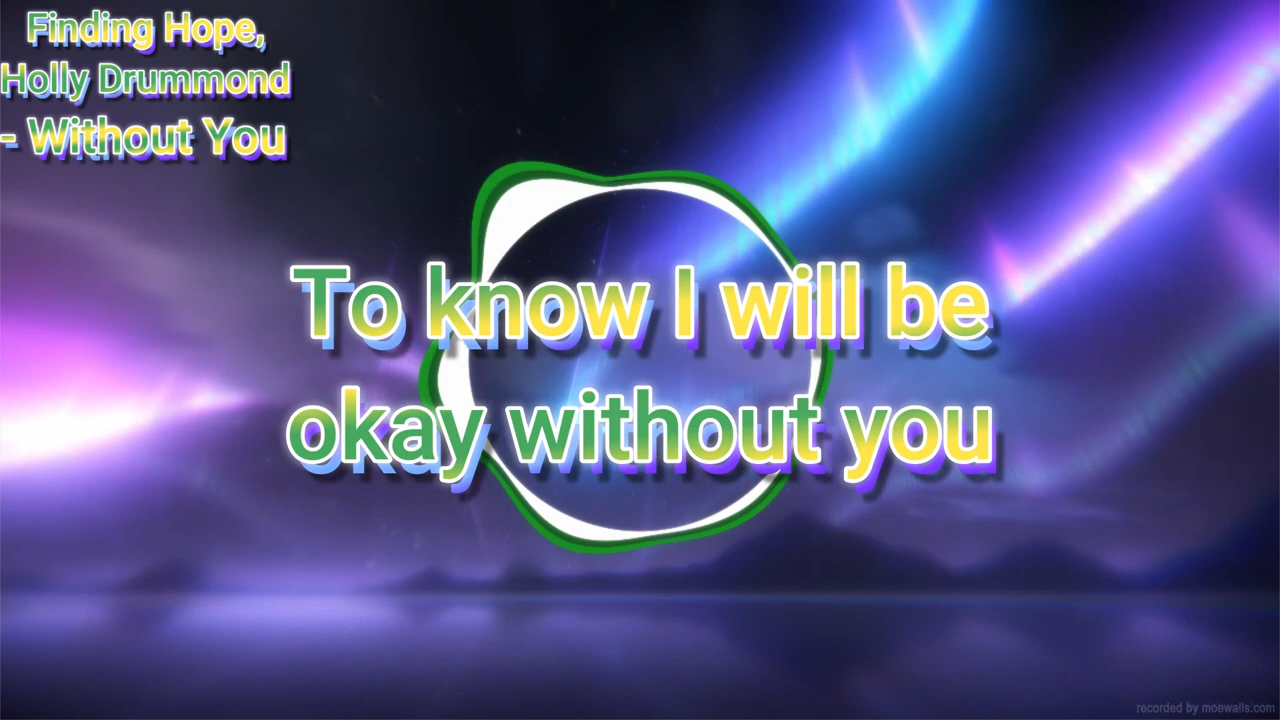 Finding Hope,
Holly Drummond
- Without You
To know I will be
okay without you
recorded by moewalls.com